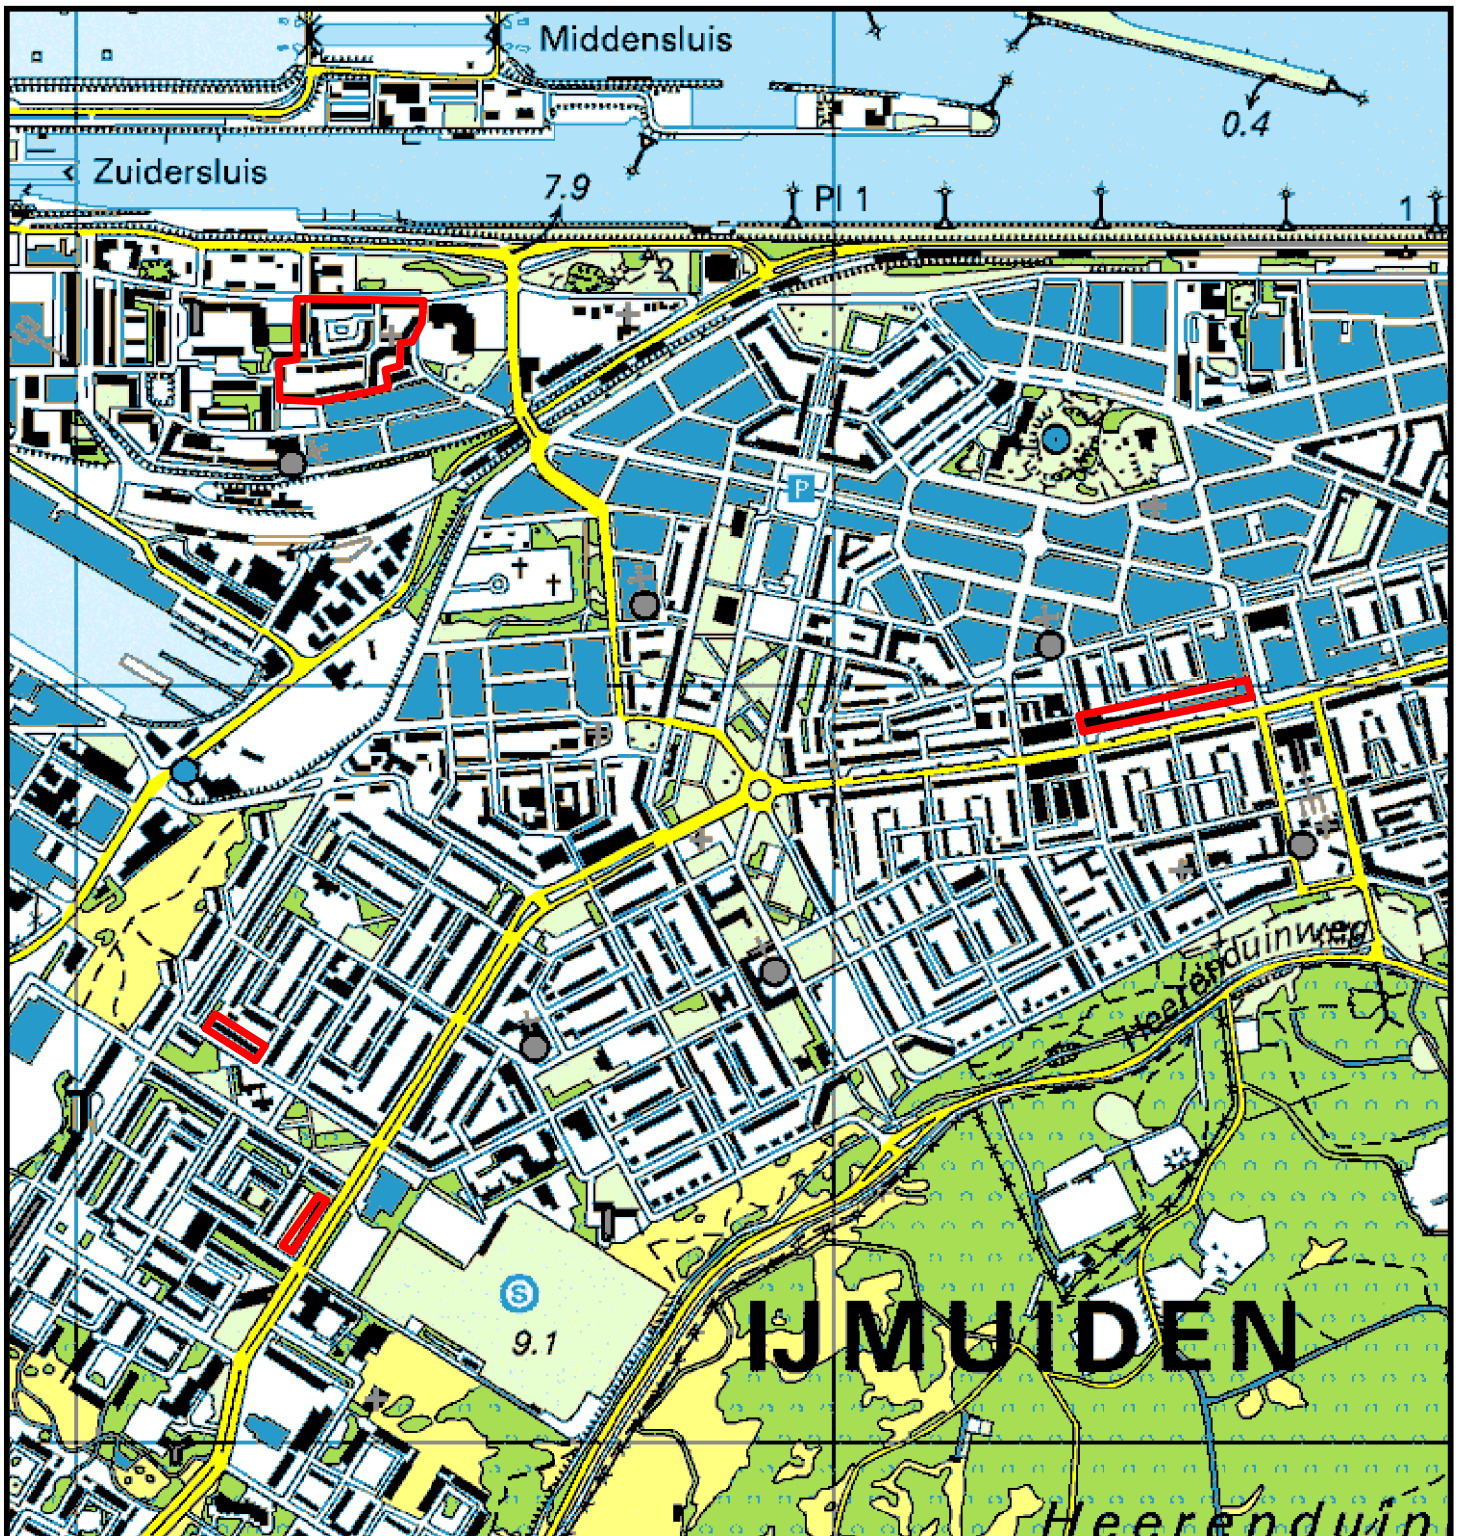 Middensluis
0.4
Zuidersluis
7.9
Pl 1
1
2
P
Heerenduinweg
S
9.1
IJMUIDEN
Heerenduin